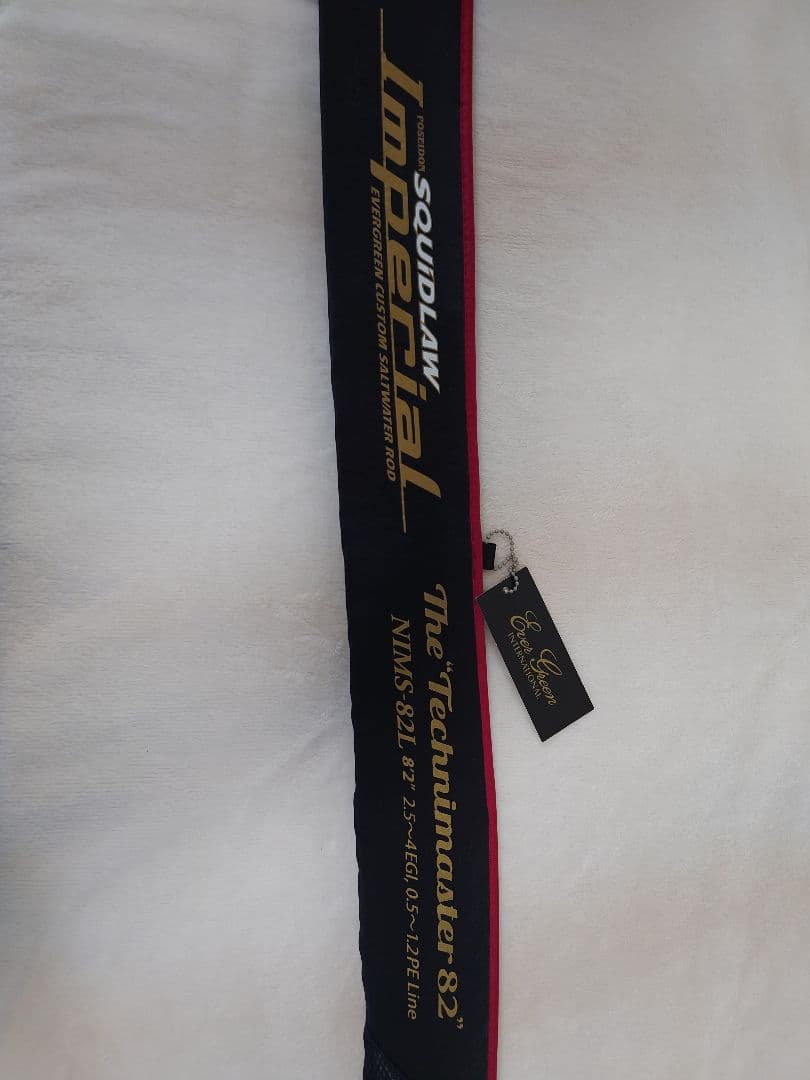 POSEIDON SQUIDLAW
Imperial
EVERGREEN CUSTOM SALTWATER ROD
The "Technimaster 82"
NIMS-82L 8'2" 2.5～4EGI, 0.5～1.2PE Line
Ever Green
INTERNATIONAL